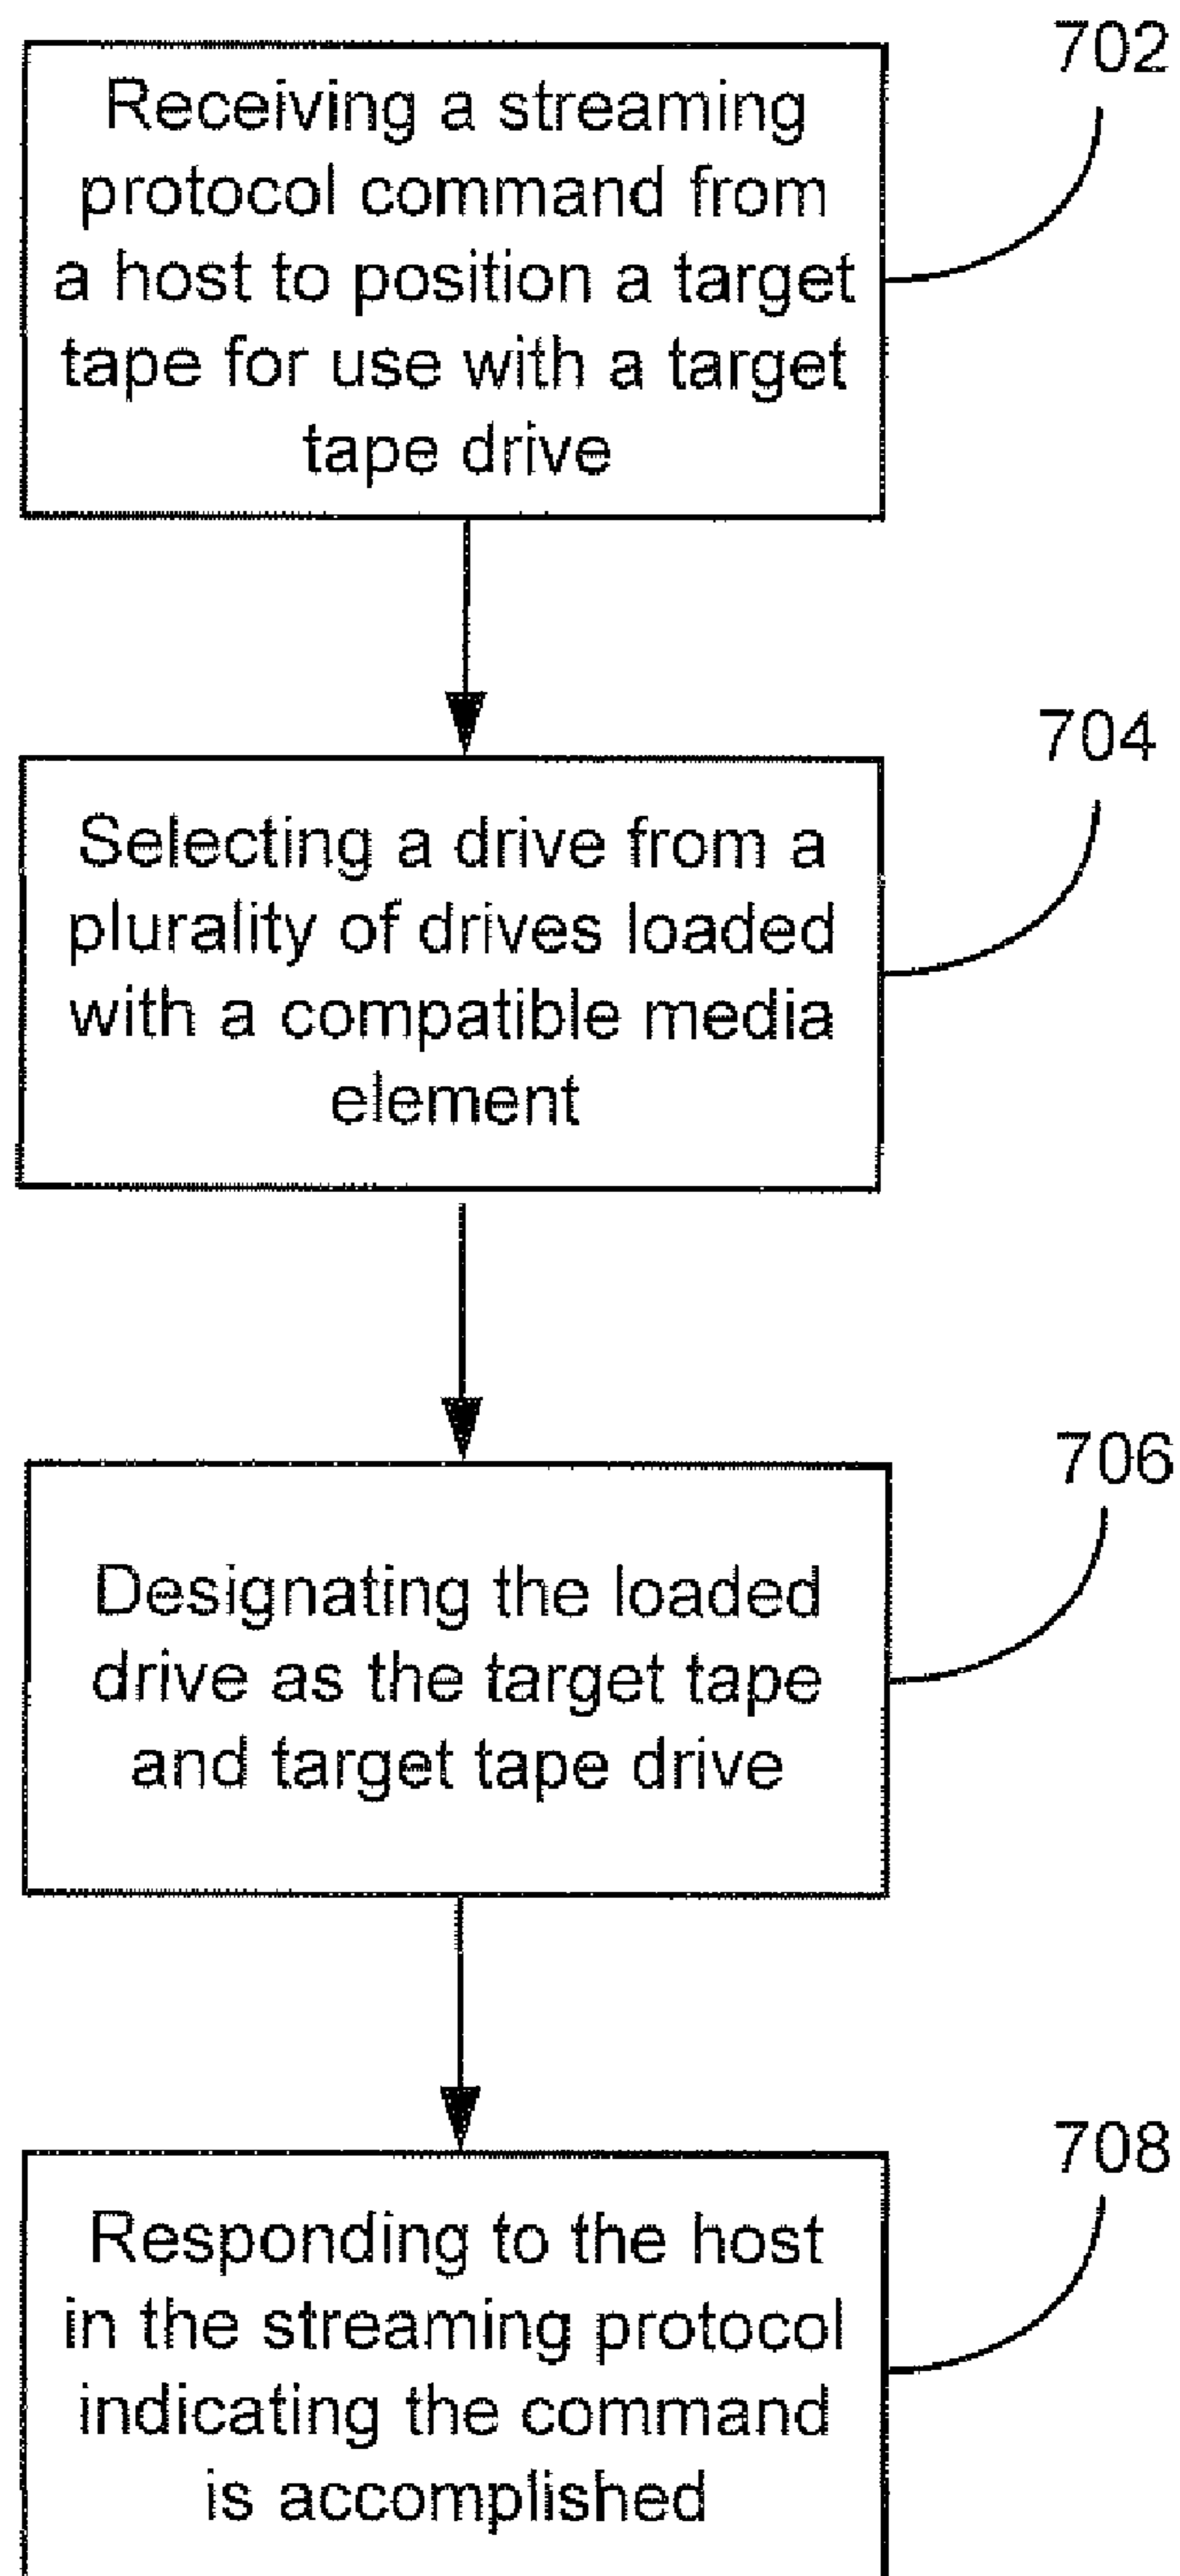 702
Receiving a streaming
protocol command from
a host to position a target
tape for use with a target
tape drive
704
Selecting a drive from a
plurality of drives loaded
with a compatible media
element
706
Designating the loaded
drive as the target tape
and target tape drive
708
Responding to the host
in the streaming protocol
indicating the command
is accomplished